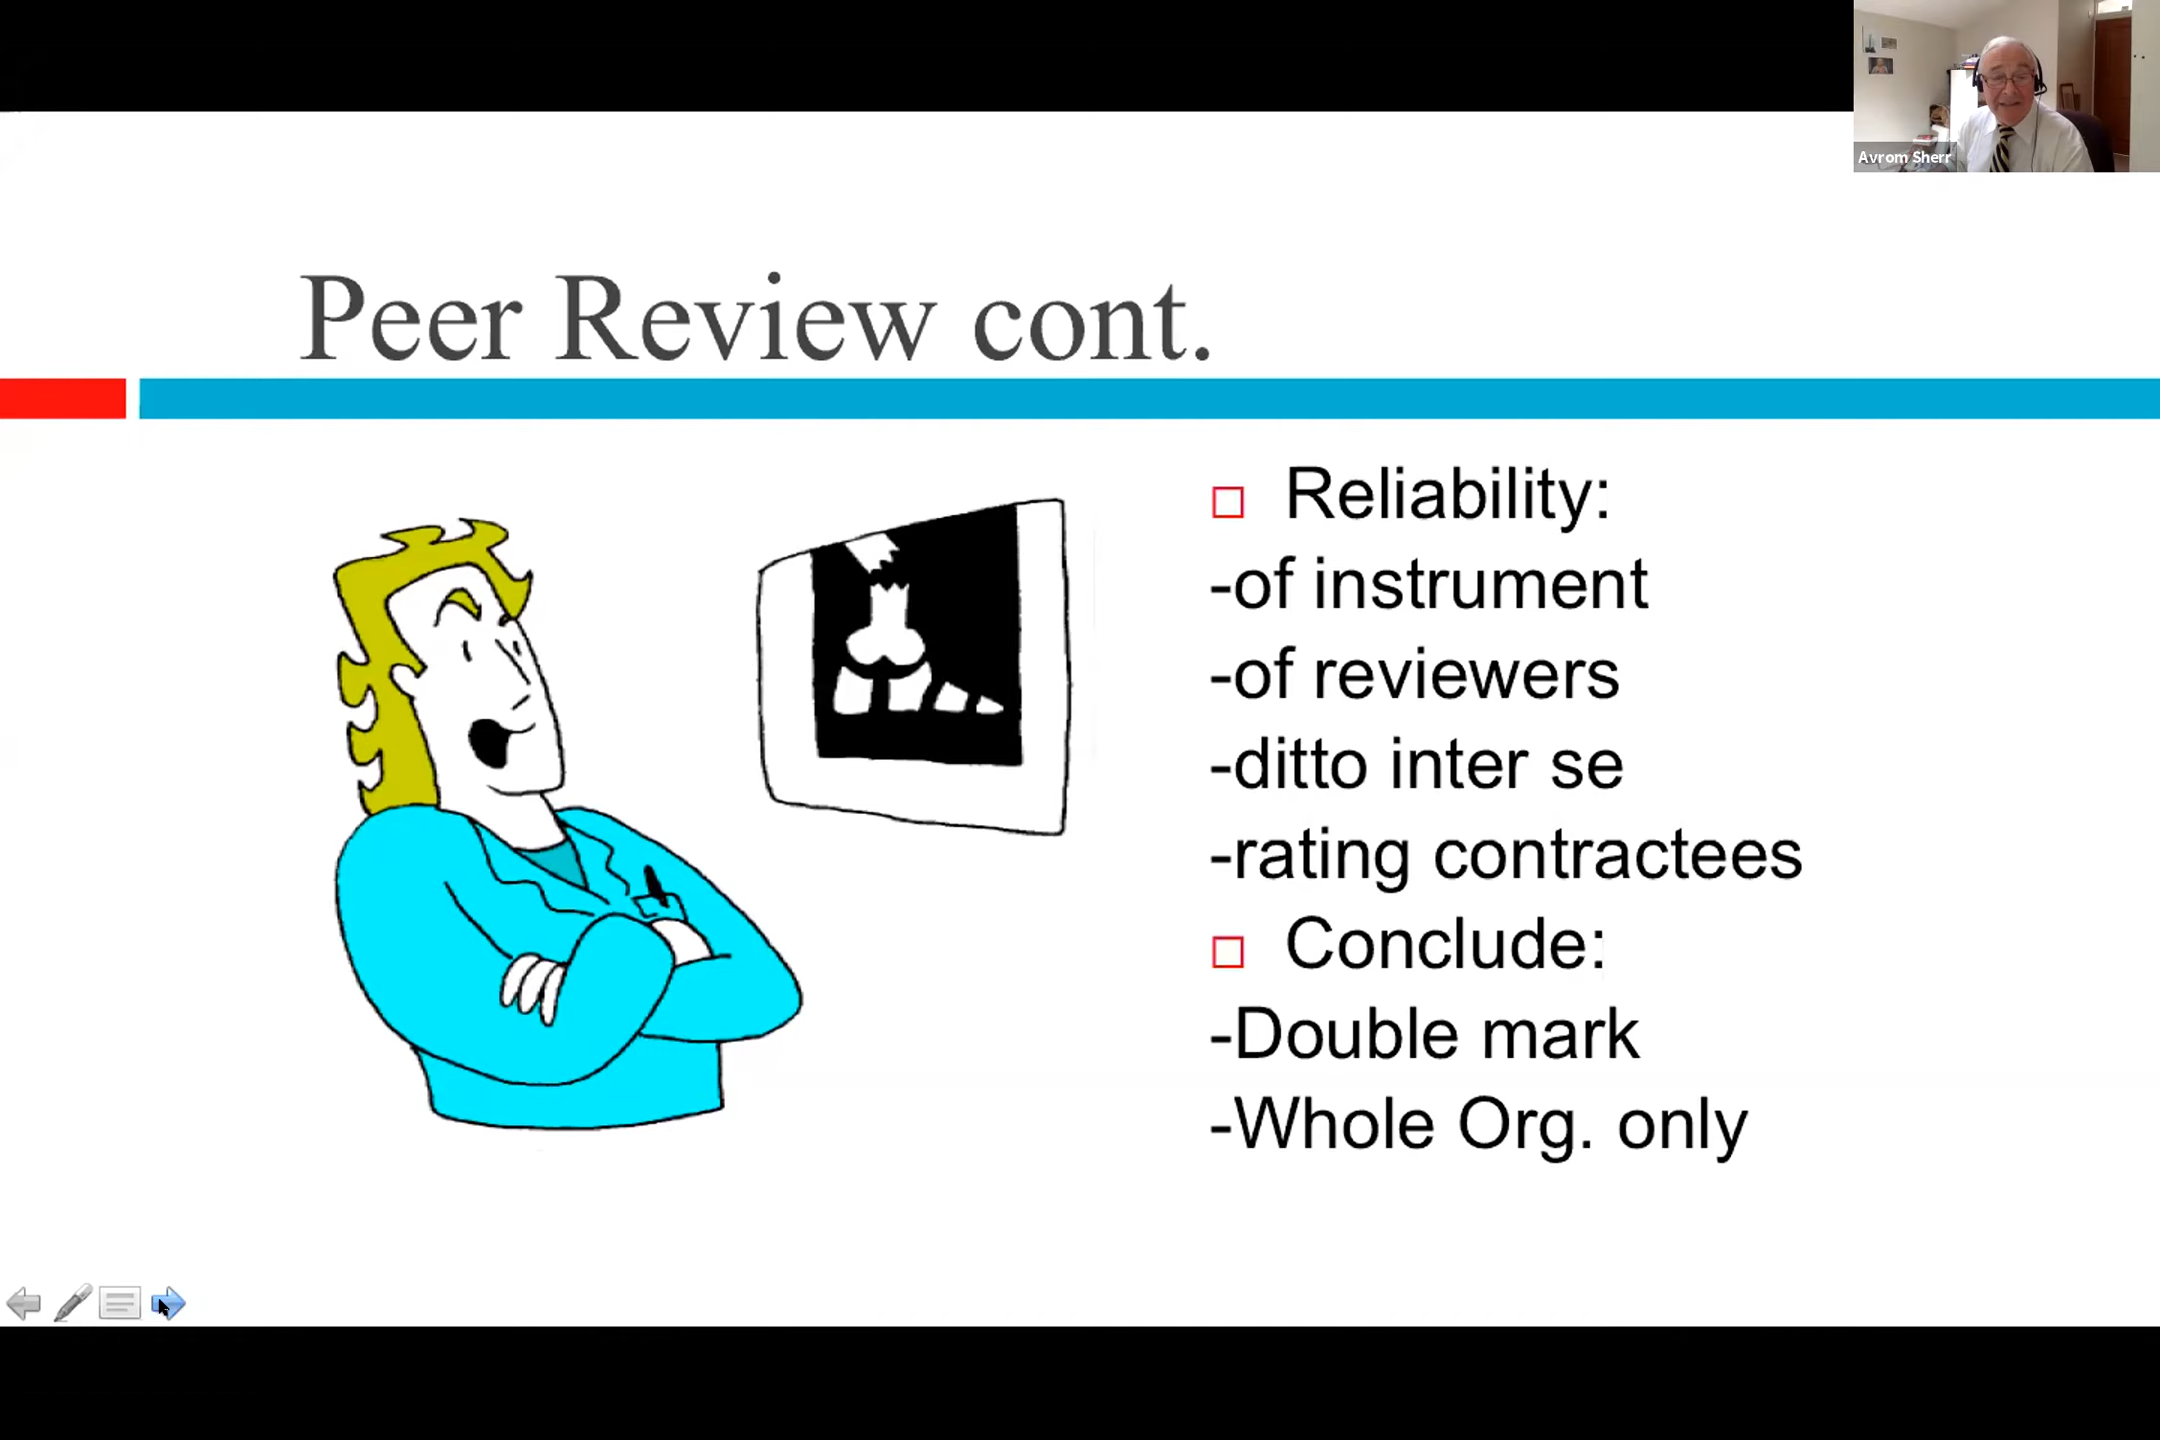 Avrom Sherr
Peer Review cont.
Reliability:
-of instrument
-of reviewers
-ditto inter se
-rating contractees
Conclude:
-Double mark
-Whole Org. only